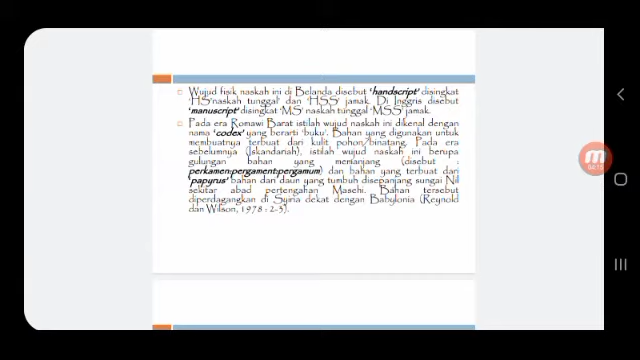 Wujud fisik naskah ini di Belanda disebut 'handscript' disingkat
'HS'naskah tunggal' dan 'HSS' jamak. Di Inggris disebut
'manuscript' disingkat 'MS' naskah tunggal 'MSS' jamak.
Pada era Romawi Barat istilah wujud naskah ini dikenal dengan
nama 'codex' yang berarti 'buku'. Bahan yang digunakan untuk
membuatnya terbuat dari kulit pohon/binatang. Pada era
sebelumnya (Iskandariah), istilah wujud naskah ini berupa
gulungan bahan yang memanjang (disebut :
perkamen:pergament:pergamum) dan bahan yang terbuat dari
'papyrus' bahan dari daun yang tumbuh disepanjang sungai Nil
sekitar abad pertengahan Masehi. Bahan tersebut
diperdagangkan di Syiria dekat dengan Babylonia (Reynold
dan Wilson, 1978 : 2-3).
04:15